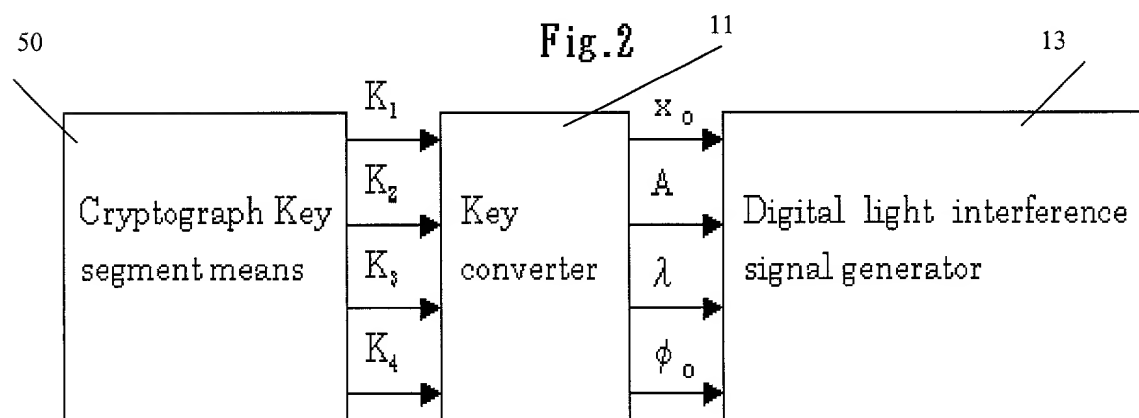 50
Fig.2
11
13
K₁
x₀
K₂
A
Cryptograph Key
segment means
Key
converter
Digital light interference
signal generator
K₃
λ
K₄
ϕ₀